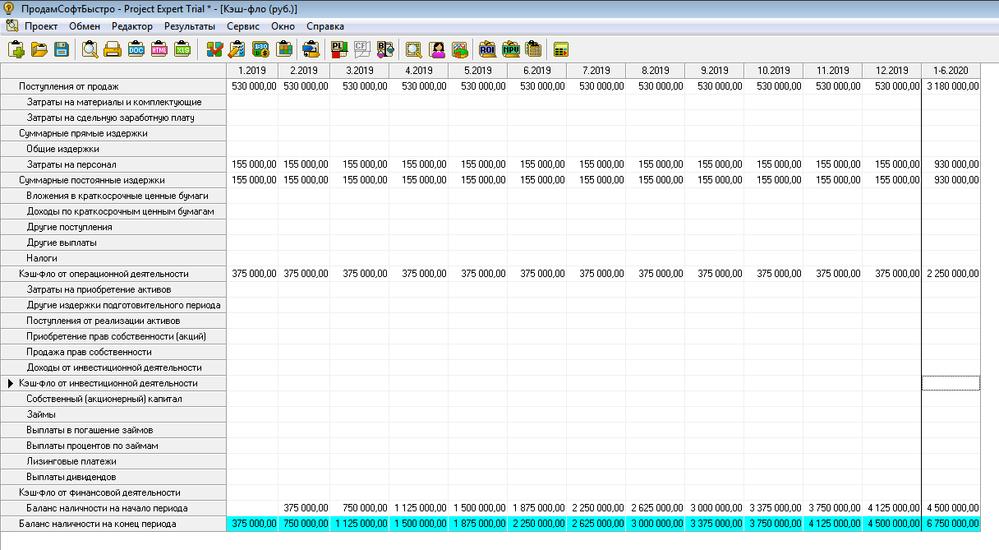 ПродамСофтБыстро - Project Expert Trial * - [Кэш-фло (руб.)]
Проект Обмен Редактор Результаты Сервис Окно Справка
DOC HTML XLS PL CF ROI NPV
1.2019 2.2019 3.2019 4.2019 5.2019 6.2019 7.2019 8.2019 9.2019 10.2019 11.2019 12.2019 1-6.2020
Поступления от продаж 530 000,00 530 000,00 530 000,00 530 000,00 530 000,00 530 000,00 530 000,00 530 000,00 530 000,00 530 000,00 530 000,00 530 000,00 3 180 000,00
Затраты на материалы и комплектующие
Затраты на сдельную заработную плату
Суммарные прямые издержки
Общие издержки
Затраты на персонал 155 000,00 155 000,00 155 000,00 155 000,00 155 000,00 155 000,00 155 000,00 155 000,00 155 000,00 155 000,00 155 000,00 155 000,00 930 000,00
Суммарные постоянные издержки 155 000,00 155 000,00 155 000,00 155 000,00 155 000,00 155 000,00 155 000,00 155 000,00 155 000,00 155 000,00 155 000,00 155 000,00 930 000,00
Вложения в краткосрочные ценные бумаги
Доходы по краткосрочным ценным бумагам
Другие поступления
Другие выплаты
Налоги
Кэш-фло от операционной деятельности 375 000,00 375 000,00 375 000,00 375 000,00 375 000,00 375 000,00 375 000,00 375 000,00 375 000,00 375 000,00 375 000,00 375 000,00 2 250 000,00
Затраты на приобретение активов
Другие издержки подготовительного периода
Поступления от реализации активов
Приобретение прав собственности (акций)
Продажа прав собственности
Доходы от инвестиционной деятельности
Кэш-фло от инвестиционной деятельности
Собственный (акционерный) капитал
Займы
Выплаты в погашение займов
Выплаты процентов по займам
Лизинговые платежи
Выплаты дивидендов
Кэш-фло от финансовой деятельности
Баланс наличности на начало периода 375 000,00 750 000,00 1 125 000,00 1 500 000,00 1 875 000,00 2 250 000,00 2 625 000,00 3 000 000,00 3 375 000,00 3 750 000,00 4 125 000,00 4 500 000,00
Баланс наличности на конец периода 375 000,00 750 000,00 1 125 000,00 1 500 000,00 1 875 000,00 2 250 000,00 2 625 000,00 3 000 000,00 3 375 000,00 3 750 000,00 4 125 000,00 4 500 000,00 6 750 000,00